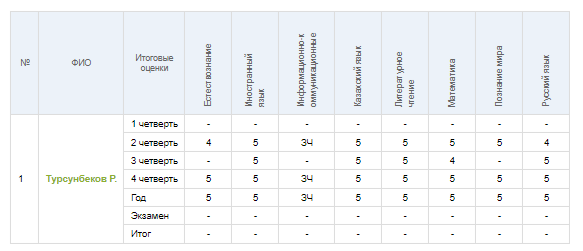 № ФИО Итоговые оценки Естествознание Иностранный язык Информационно-коммуникационные Казахский язык Литературное чтение Математика Познание мира Русский язык
1 четверть - - - - - - - -
2 четверть 4 5 ЗЧ 5 5 5 5 4
3 четверть - 5 - 5 5 4 - 5
1 Турсунбеков Р. 4 четверть 5 5 ЗЧ 5 5 5 5 5
Год 5 5 ЗЧ 5 5 5 5 5
Экзамен - - - - - - - -
Итог - - - - - - - -